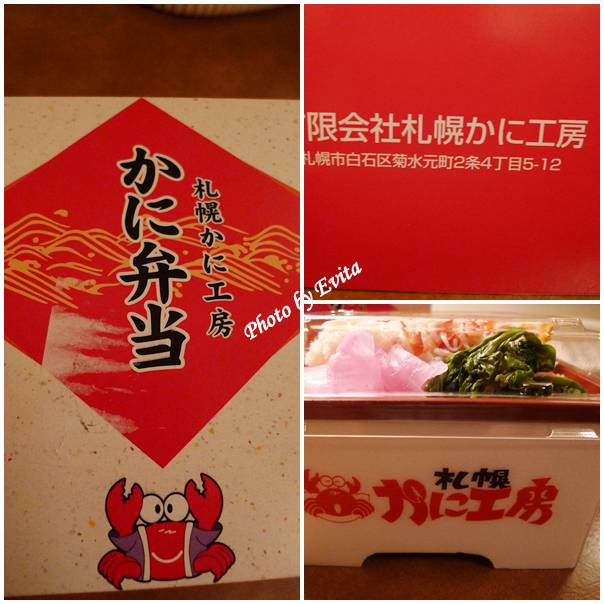 かに弁当
札幌かに工房
有限会社札幌かに工房
札幌市白石区菊水元町2条4丁目5-12
Photo by Evita
札幌
かに工房